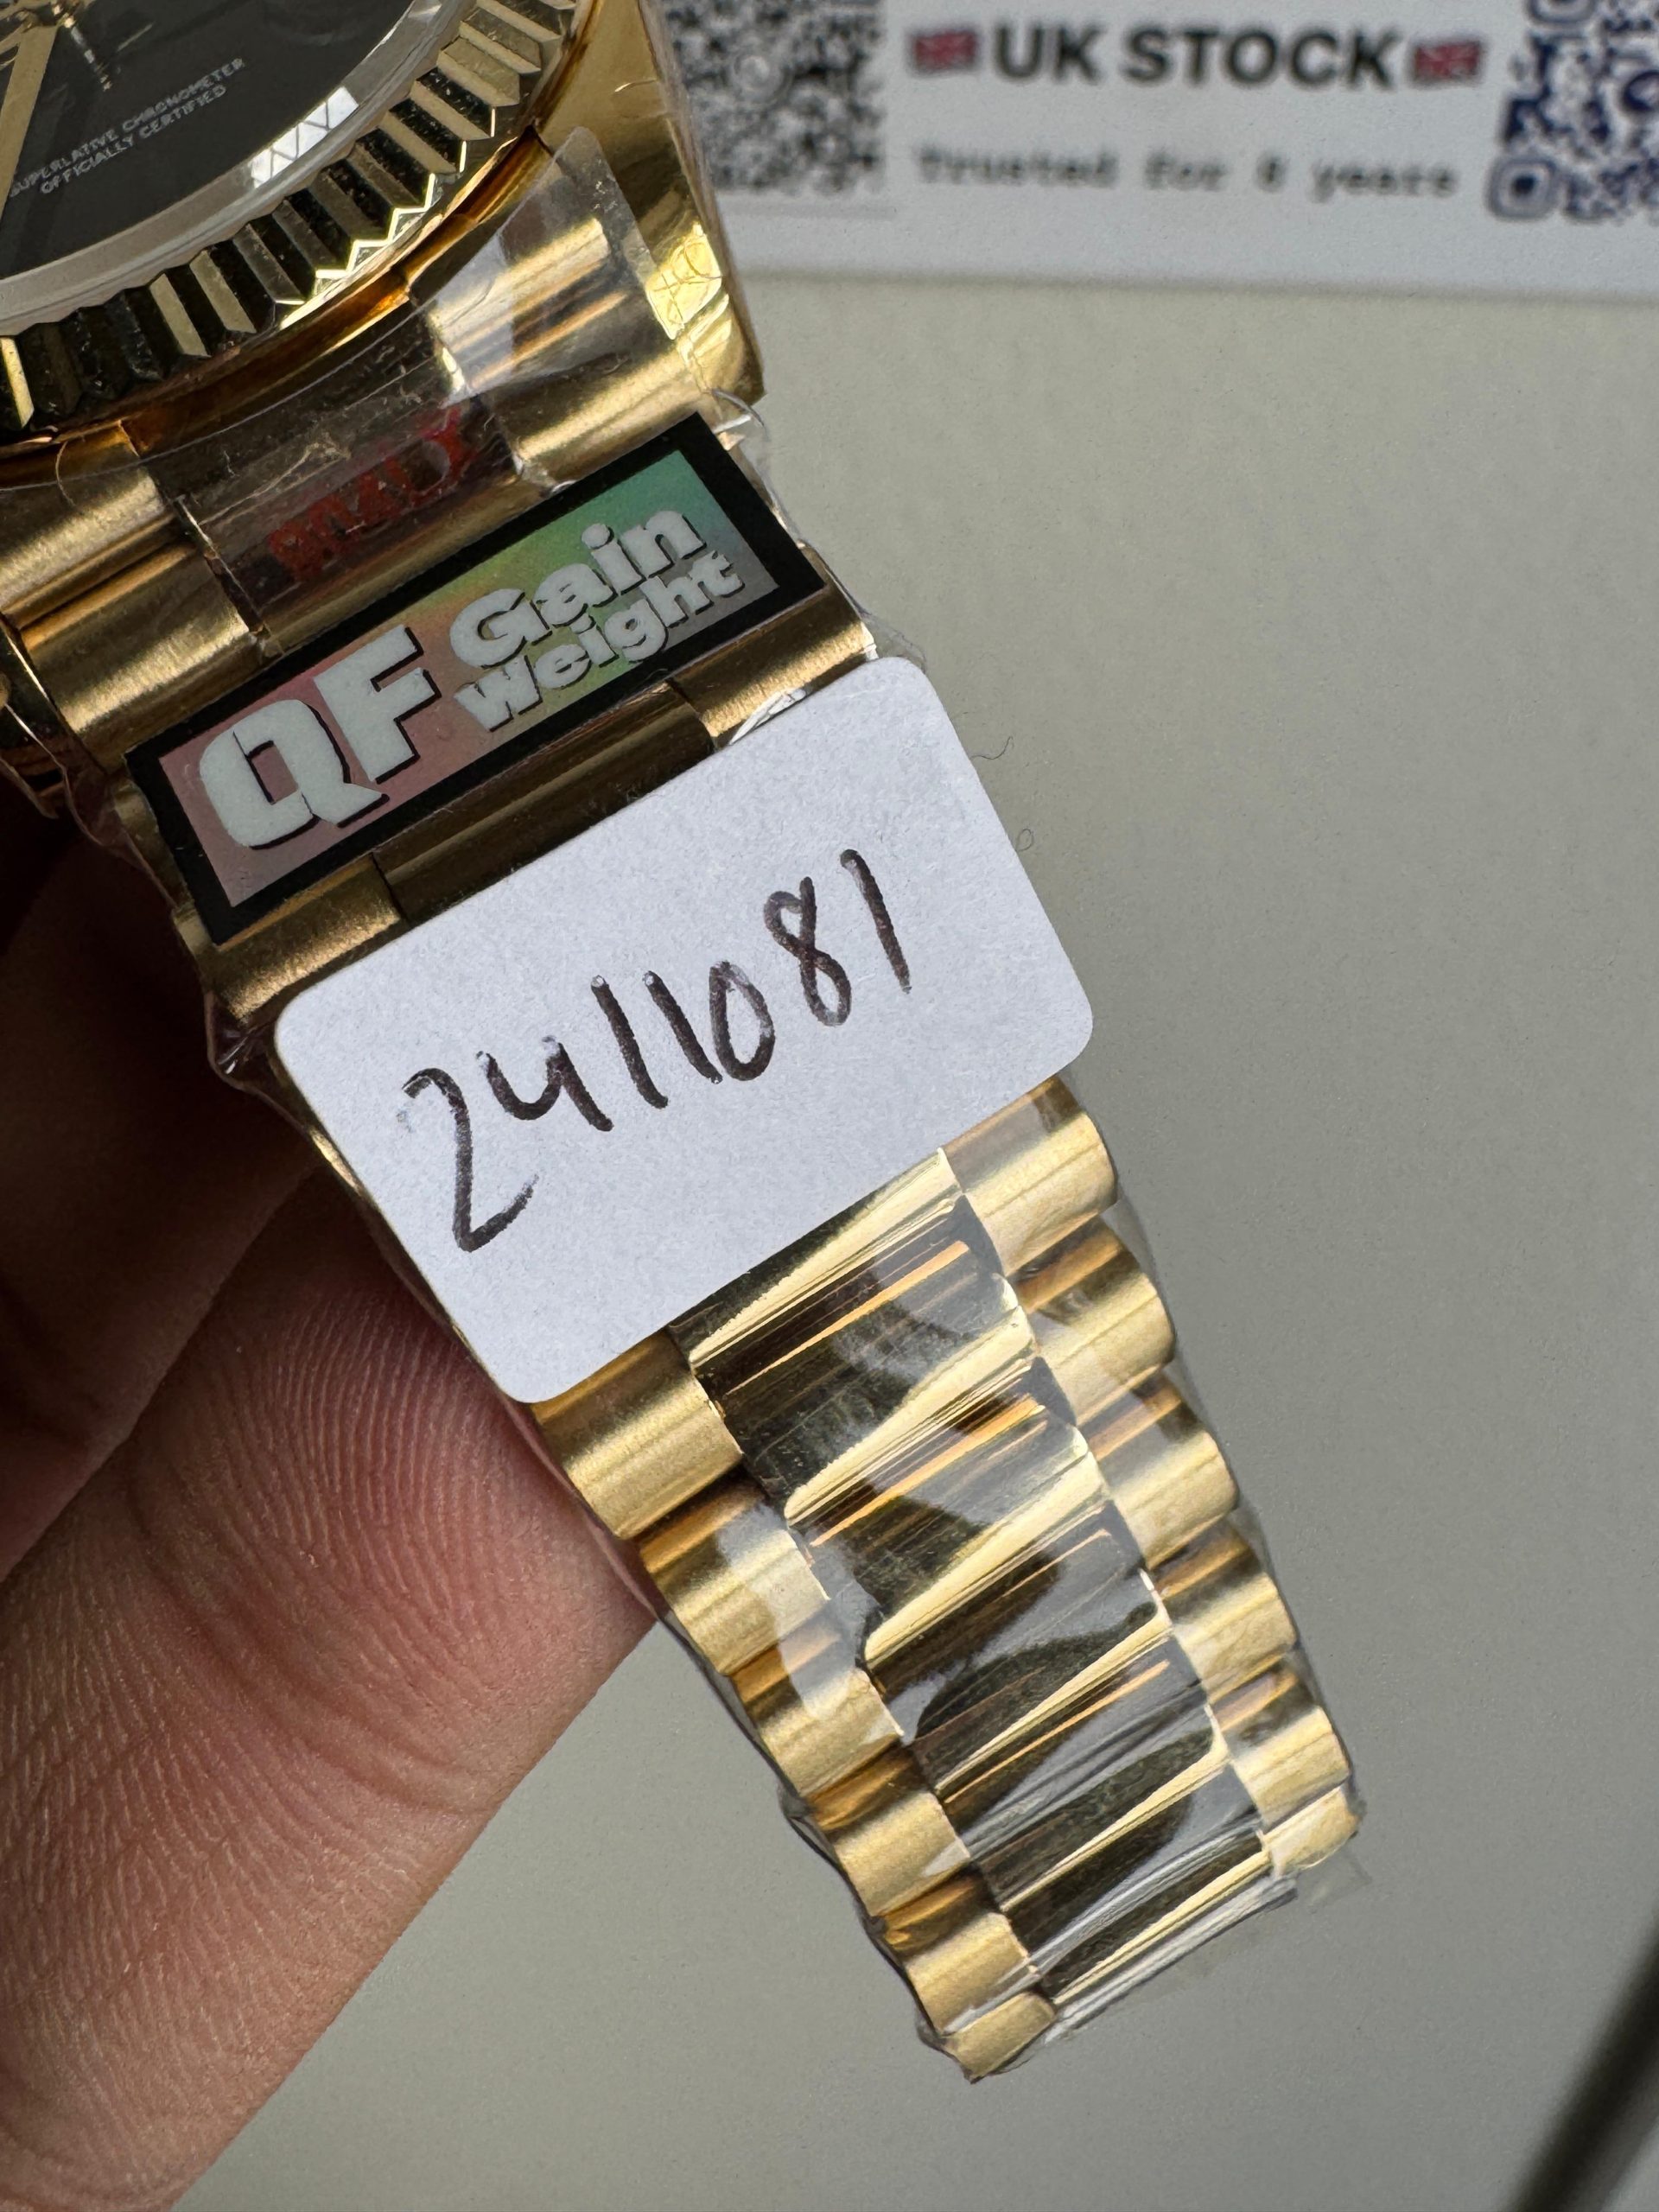 UK STOCK
Trusted for 8 years
SUPERLATIVE CHRONOMETER
OFFICIALLY CERTIFIED
QF Gain
Weight
2411081